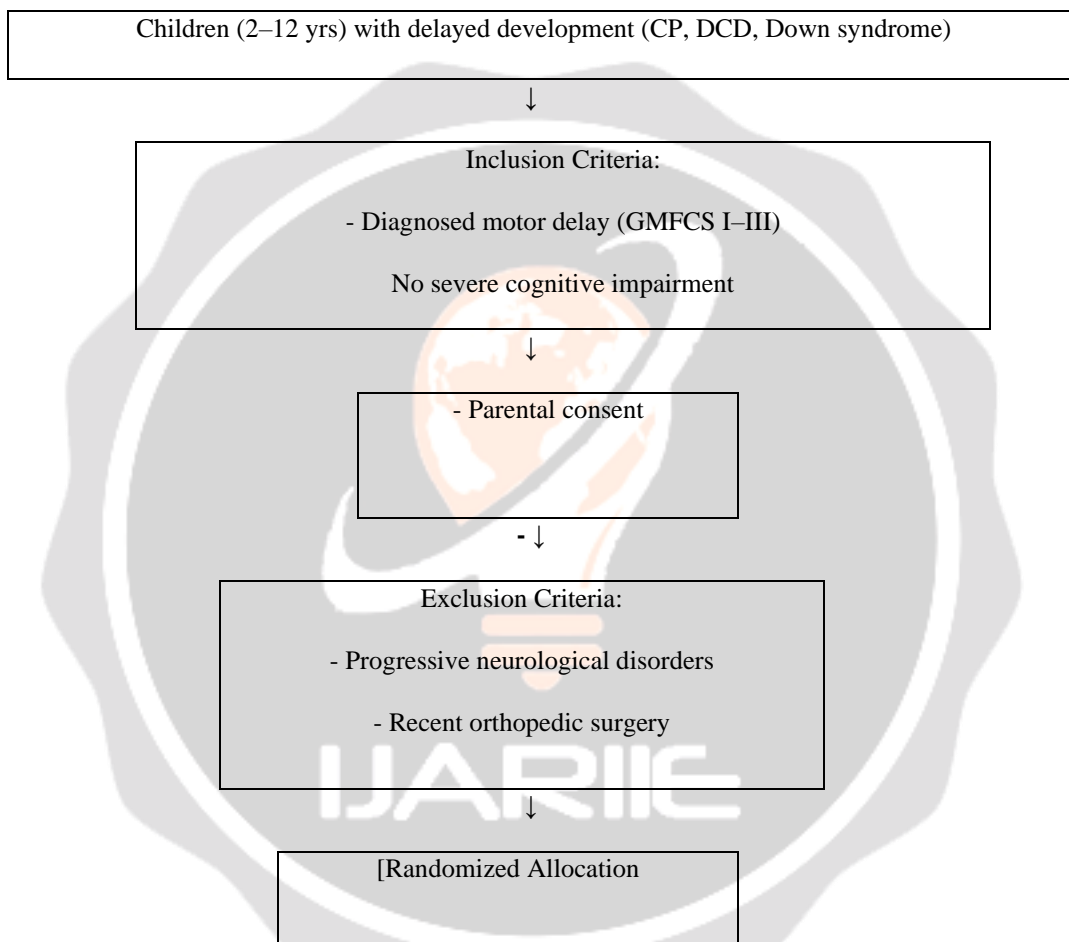 Children (2–12 yrs) with delayed development (CP, DCD, Down syndrome)
↓
Inclusion Criteria:
- Diagnosed motor delay (GMFCS I–III)
No severe cognitive impairment
↓
- Parental consent
- ↓
Exclusion Criteria:
- Progressive neurological disorders
- Recent orthopedic surgery
IJARIIE
↓
[Randomized Allocation